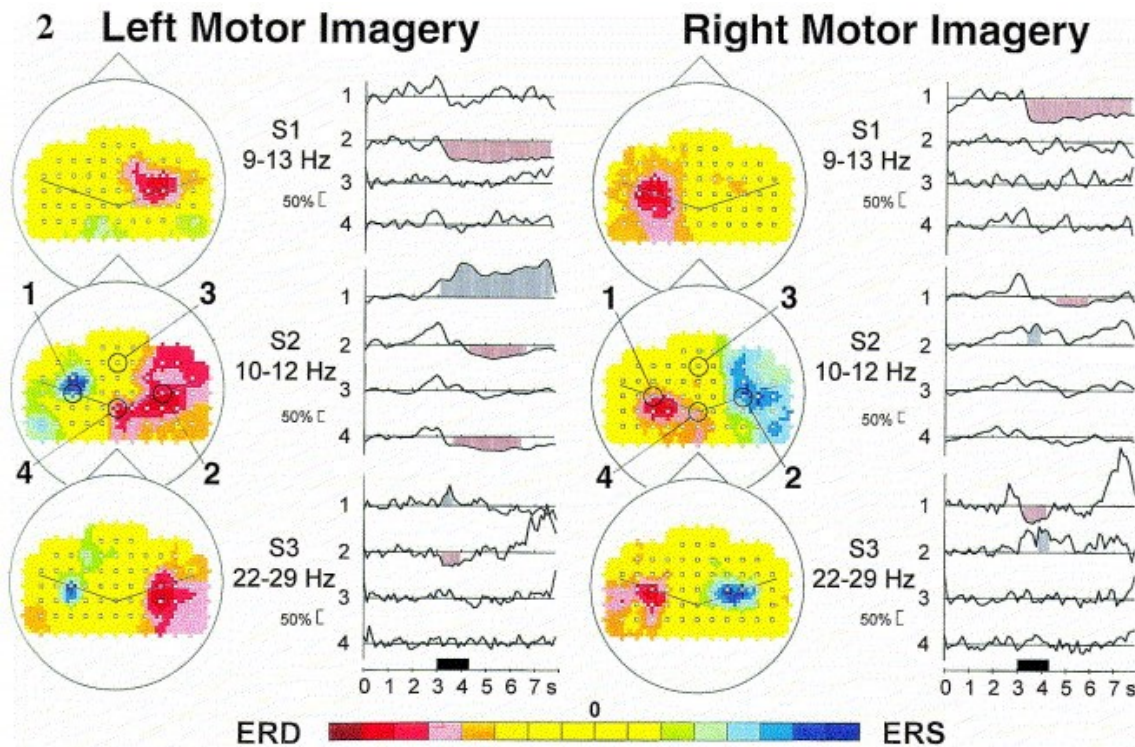 2 Left Motor Imagery Right Motor Imagery
S1
9-13 Hz
50%
1
2
3
4
S1
9-13 Hz
50%
1
2
3
4
1 3
4 2
S2
10-12 Hz
50%
1
2
3
4
1 3
4 2
S2
10-12 Hz
50%
1
2
3
4
S3
22-29 Hz
50%
1
2
3
4
0 1 2 3 4 5 6 7 s
S3
22-29 Hz
50%
1
2
3
4
0 1 2 3 4 5 6 7 s
0
ERD ERS